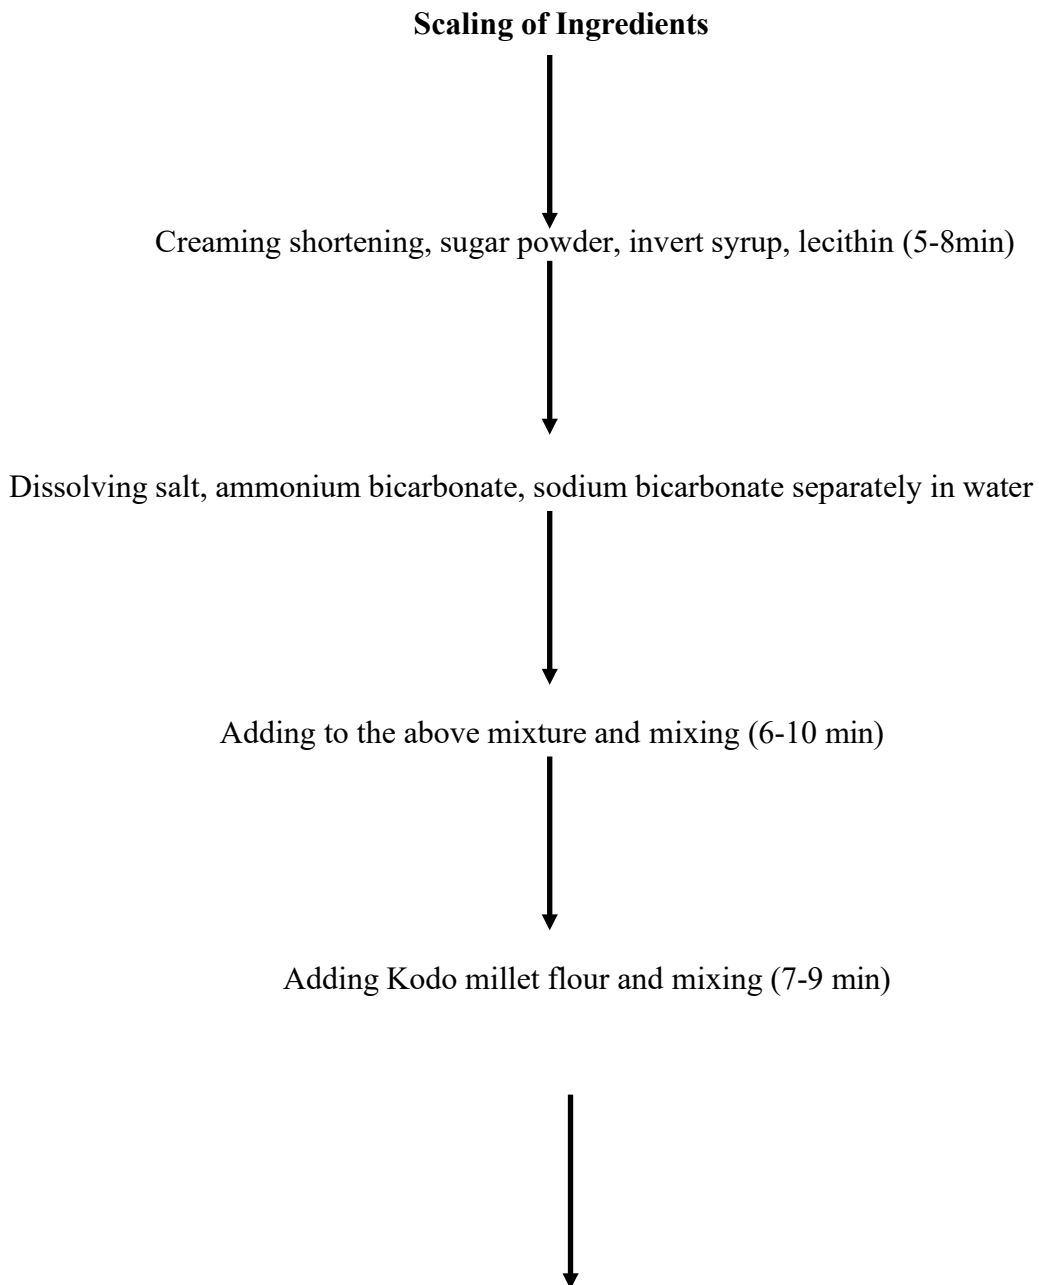 Scaling of Ingredients
Creaming shortening, sugar powder, invert syrup, lecithin (5-8min)
Dissolving salt, ammonium bicarbonate, sodium bicarbonate separately in water
Adding to the above mixture and mixing (6-10 min)
Adding Kodo millet flour and mixing (7-9 min)